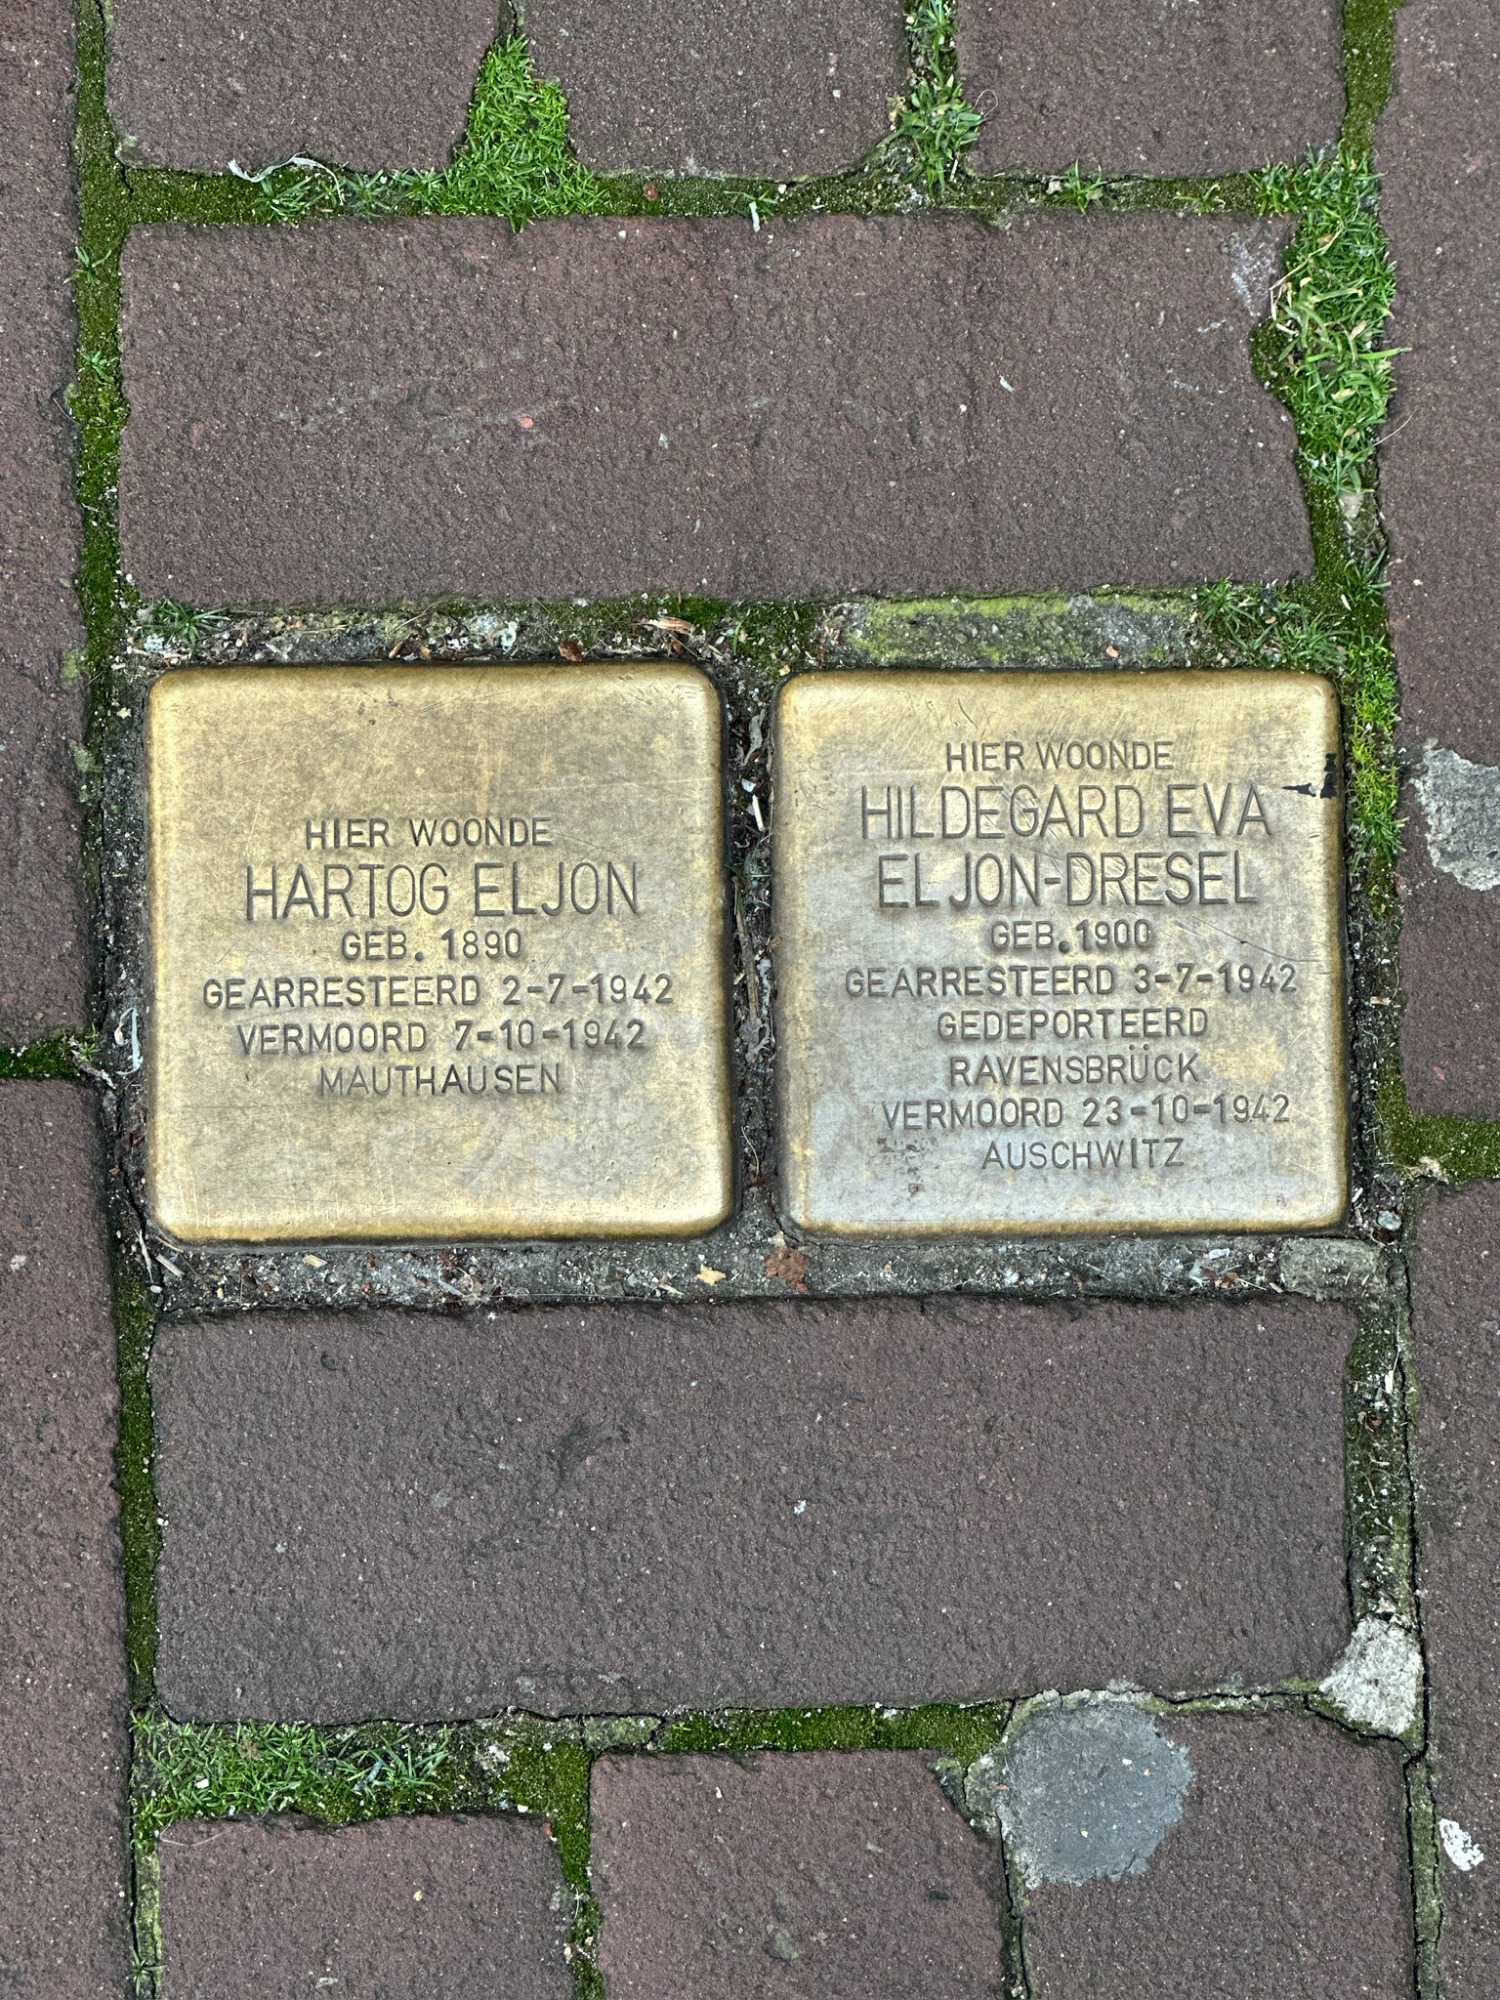 HIER WOONDE
HARTOG ELJON
GEB. 1890
GEARRESTEERD 2-7-1942
VERMOORD 7-10-1942
MAUTHAUSEN
HIER WOONDE
HILDEGARD EVA
ELJON-DRESEL
GEB. 1900
GEARRESTEERD 3-7-1942
GEDEPORTEERD
RAVENSBRÜCK
VERMOORD 23-10-1942
AUSCHWITZ